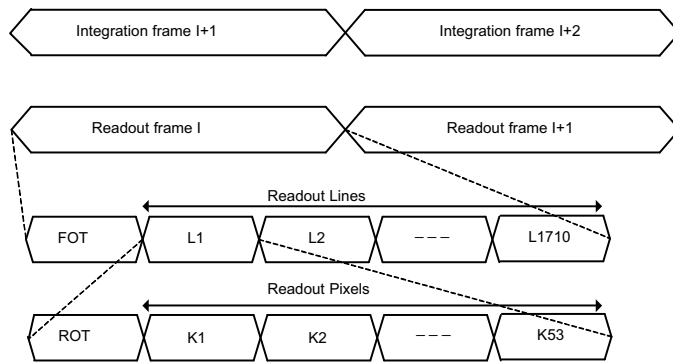 Integration frame I+1 Integration frame I+2
Readout frame I Readout frame I+1
Readout Lines
FOT L1 L2 --- L1710
Readout Pixels
ROT K1 K2 --- K53